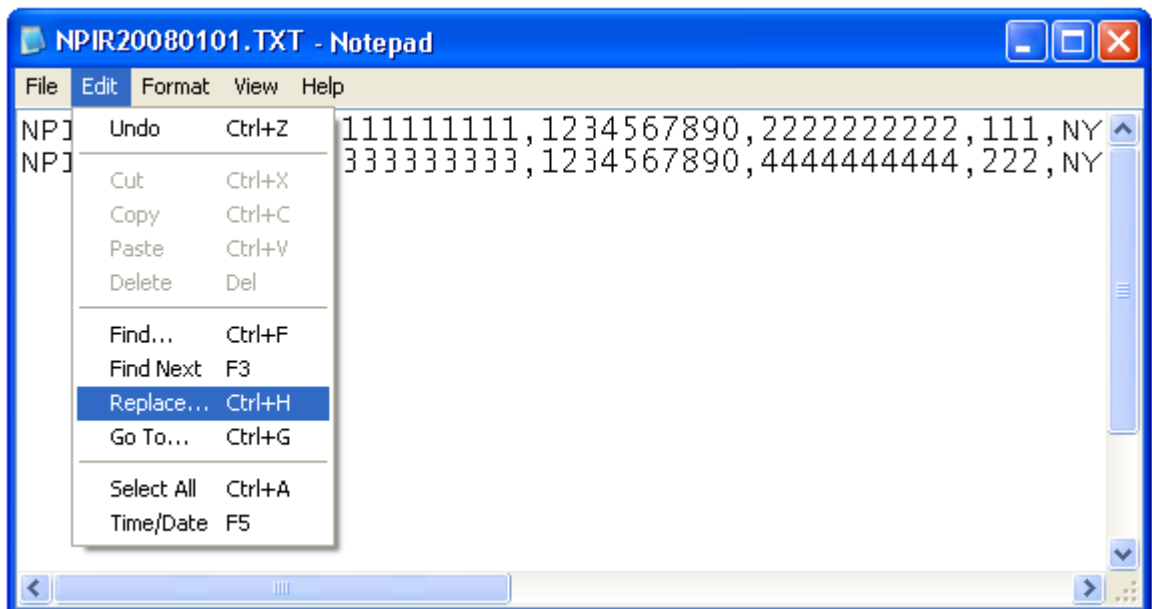 NPIR20080101.TXT - Notepad
File Edit Format View Help
NPI 111111111,1234567890,2222222222,111,NY
NPI 333333333,1234567890,4444444444,222,NY
Undo Ctrl+Z
Cut Ctrl+X
Copy Ctrl+C
Paste Ctrl+V
Delete Del
Find... Ctrl+F
Find Next F3
Replace... Ctrl+H
Go To... Ctrl+G
Select All Ctrl+A
Time/Date F5